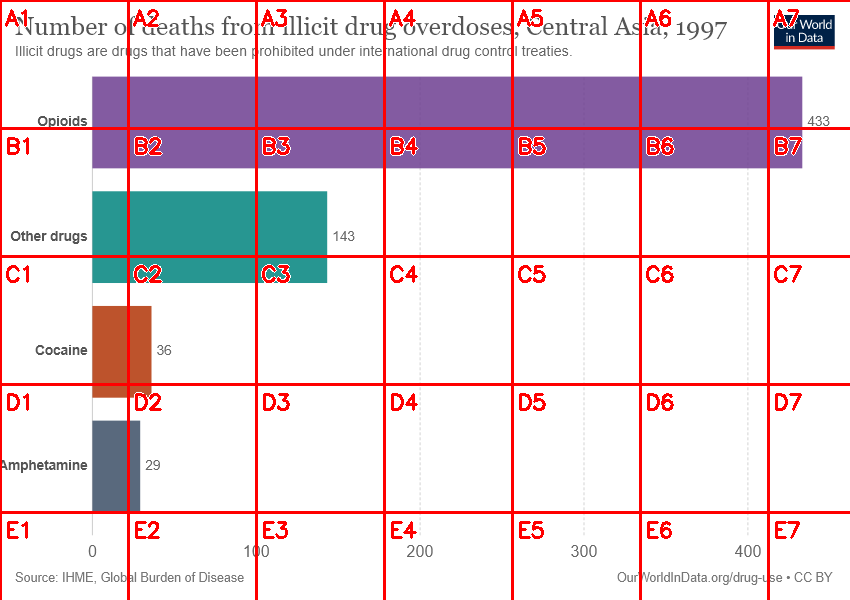 Number of deaths from illicit drug overdoses, Central Asia, 1997
Our World
in Data
Illicit drugs are drugs that have been prohibited under international drug control treaties.
Opioids 433
Other drugs 143
Cocaine 36
Amphetamine 29
0 100 200 300 400
Source: IHME, Global Burden of Disease
OurWorldInData.org/drug-use • CC BY
A1 A2 A3 A4 A5 A6 A7
B1 B2 B3 B4 B5 B6 B7
C1 C2 C3 C4 C5 C6 C7
D1 D2 D3 D4 D5 D6 D7
E1 E2 E3 E4 E5 E6 E7